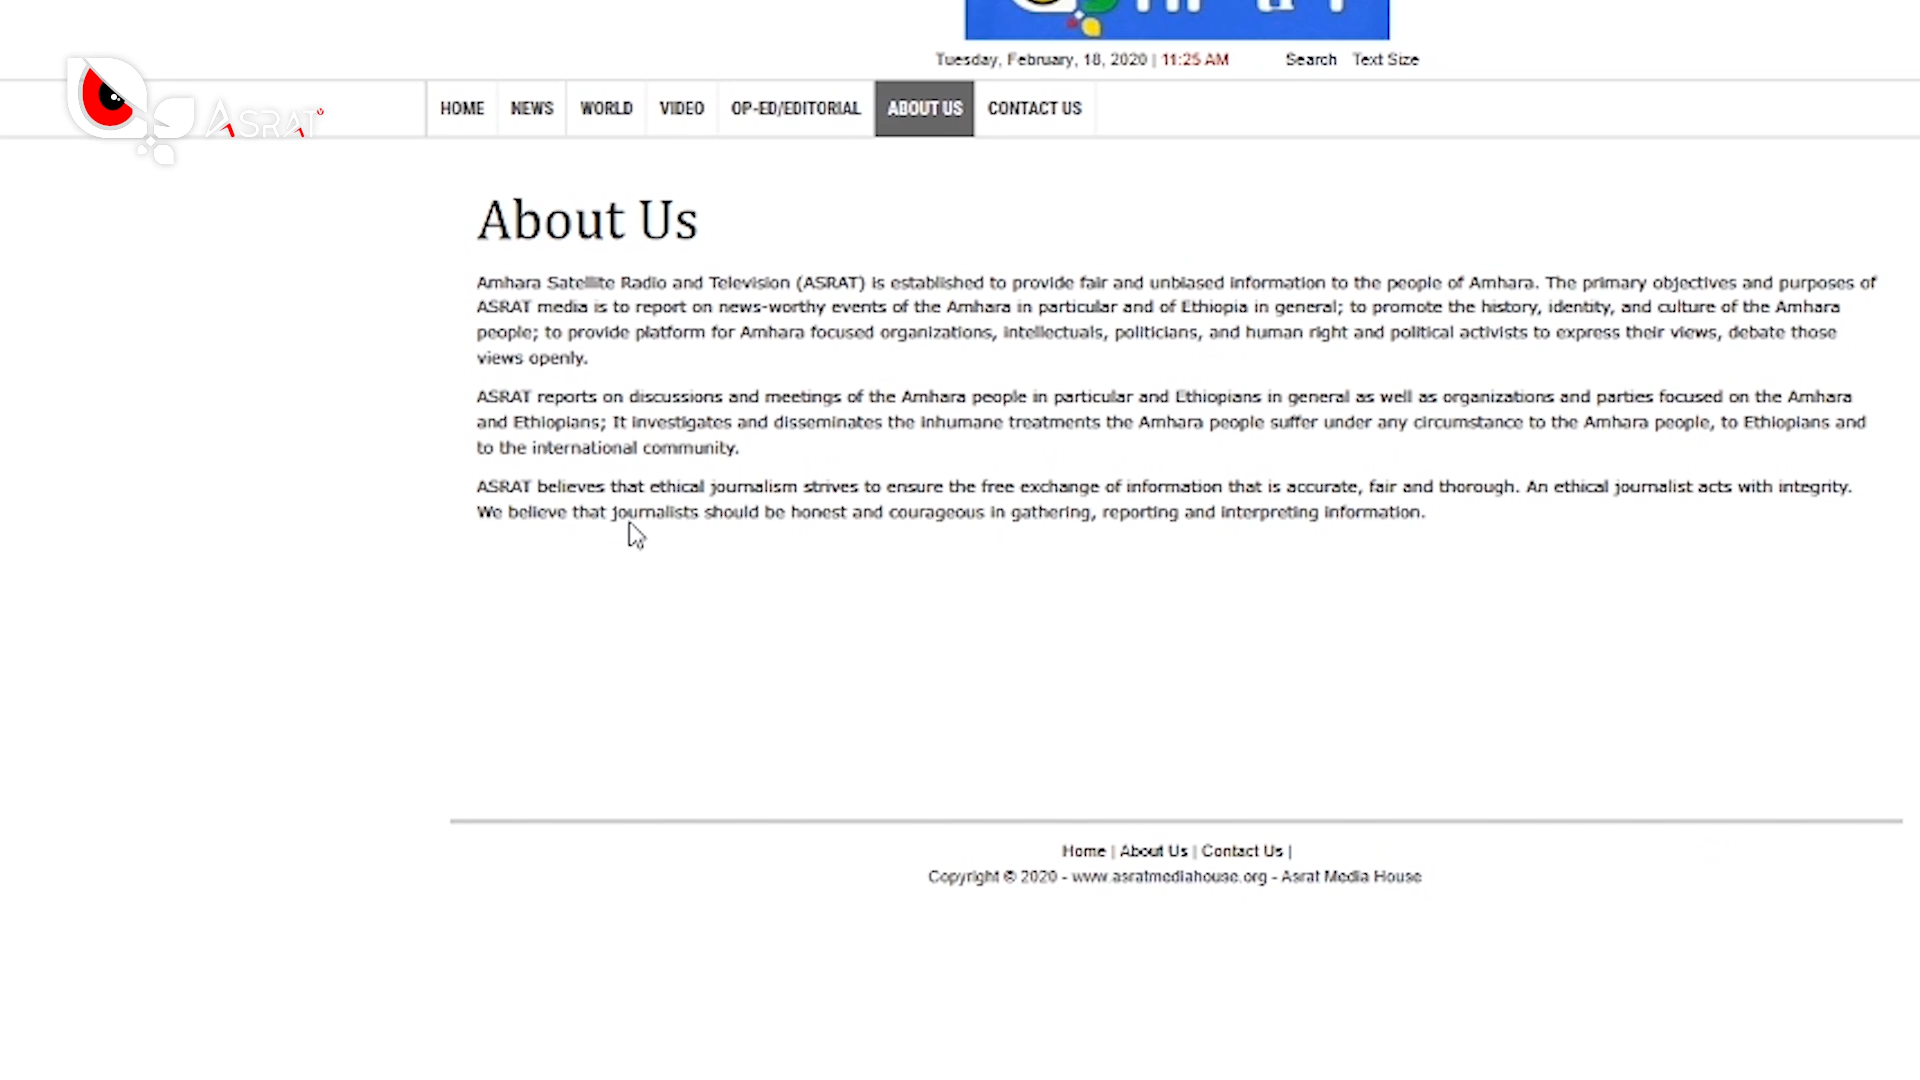 Tuesday, February, 18, 2020 | 11:25 AM Search Text Size
ASRAT
HOME NEWS WORLD VIDEO OP-ED/EDITORIAL ABOUT US CONTACT US
About Us
Amhara Satellite Radio and Television (ASRAT) is established to provide fair and unbiased information to the people of Amhara. The primary objectives and purposes of
ASRAT media is to report on news-worthy events of the Amhara in particular and of Ethiopia in general; to promote the history, identity, and culture of the Amhara
people; to provide platform for Amhara focused organizations, intellectuals, politicians, and human right and political activists to express their views, debate those
views openly.
ASRAT reports on discussions and meetings of the Amhara people in particular and Ethiopians in general as well as organizations and parties focused on the Amhara
and Ethiopians; It investigates and disseminates the inhumane treatments the Amhara people suffer under any circumstance to the Amhara people, to Ethiopians and
to the international community.
ASRAT believes that ethical journalism strives to ensure the free exchange of information that is accurate, fair and thorough. An ethical journalist acts with integrity.
We believe that journalists should be honest and courageous in gathering, reporting and interpreting information.
Home | About Us | Contact Us |
Copyright © 2020 - www.asratmediahouse.org - Asrat Media House